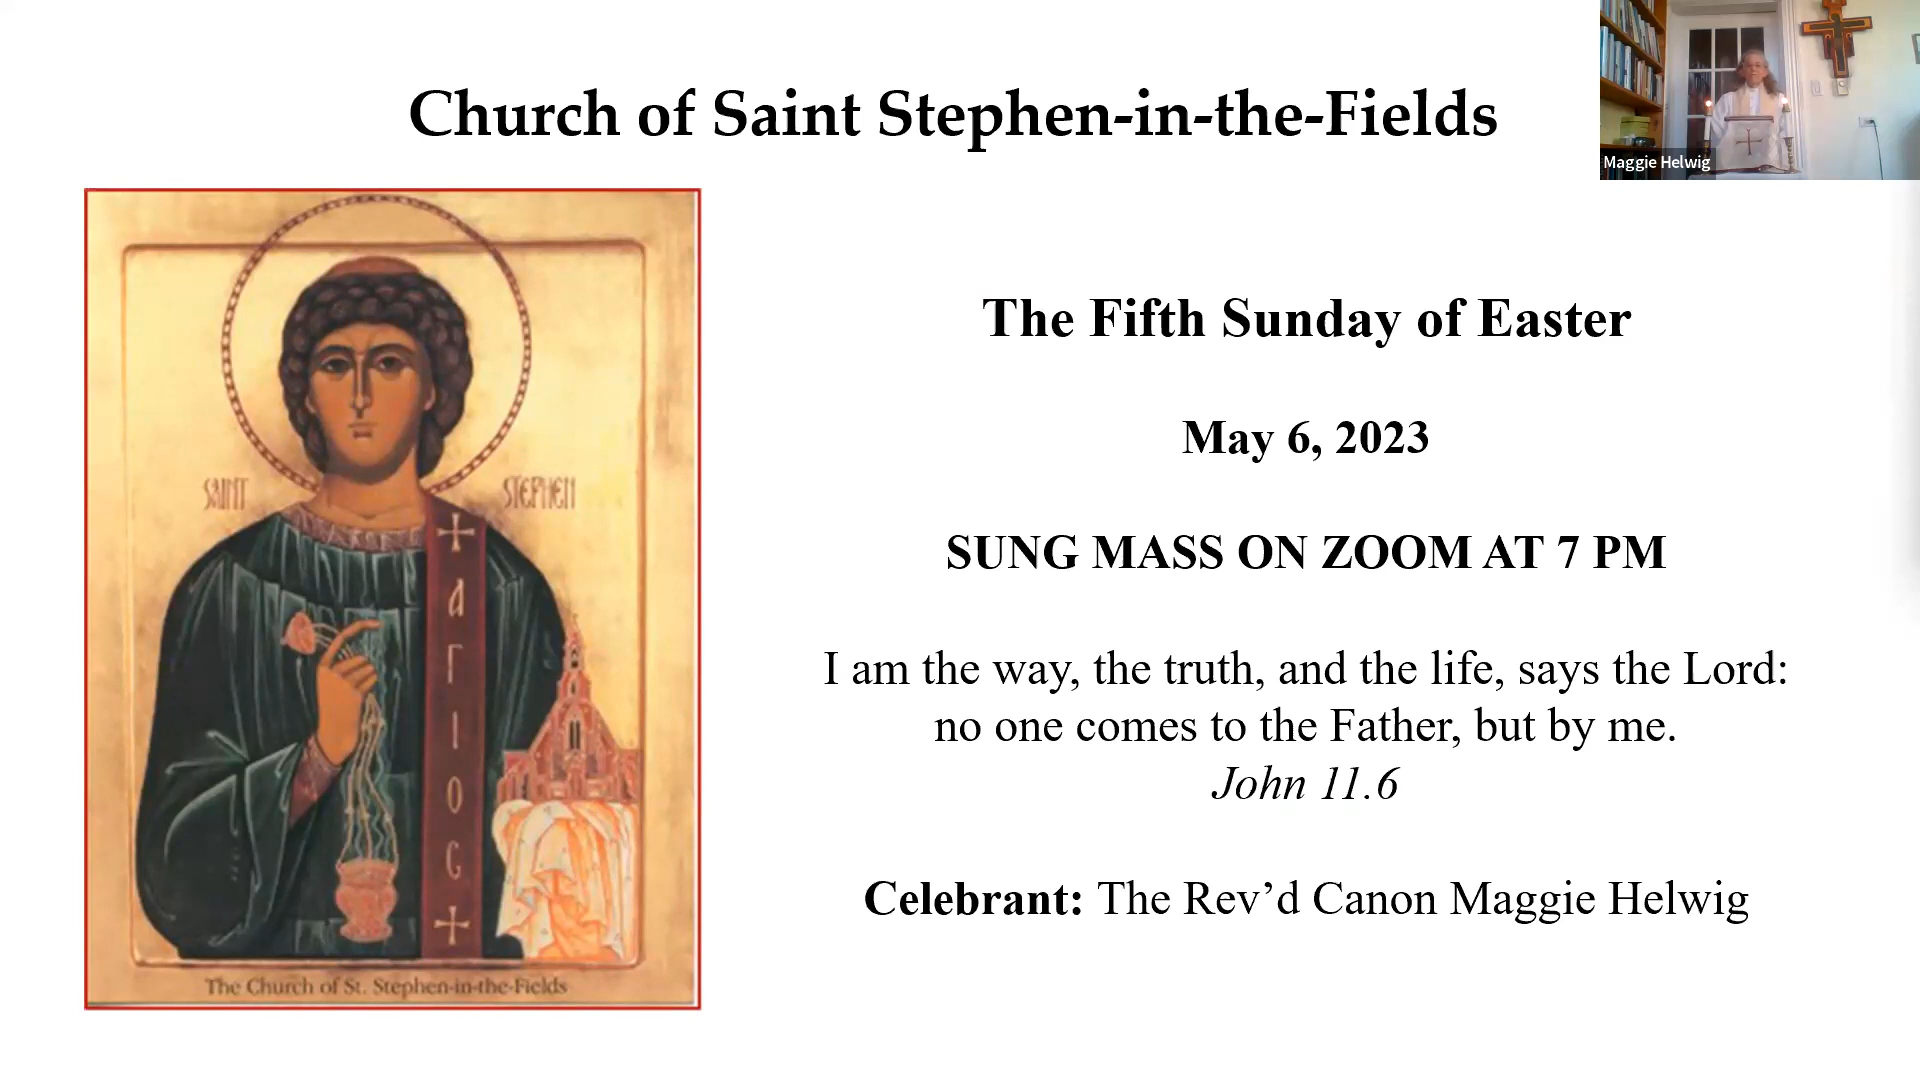 Church of Saint Stephen-in-the-Fields
Maggie Helwig
SAINT STEPHEN
αγιος
The Church of St. Stephen-in-the-Fields
The Fifth Sunday of Easter
May 6, 2023
SUNG MASS ON ZOOM AT 7 PM
I am the way, the truth, and the life, says the Lord:
no one comes to the Father, but by me.
John 11.6
Celebrant: The Rev’d Canon Maggie Helwig